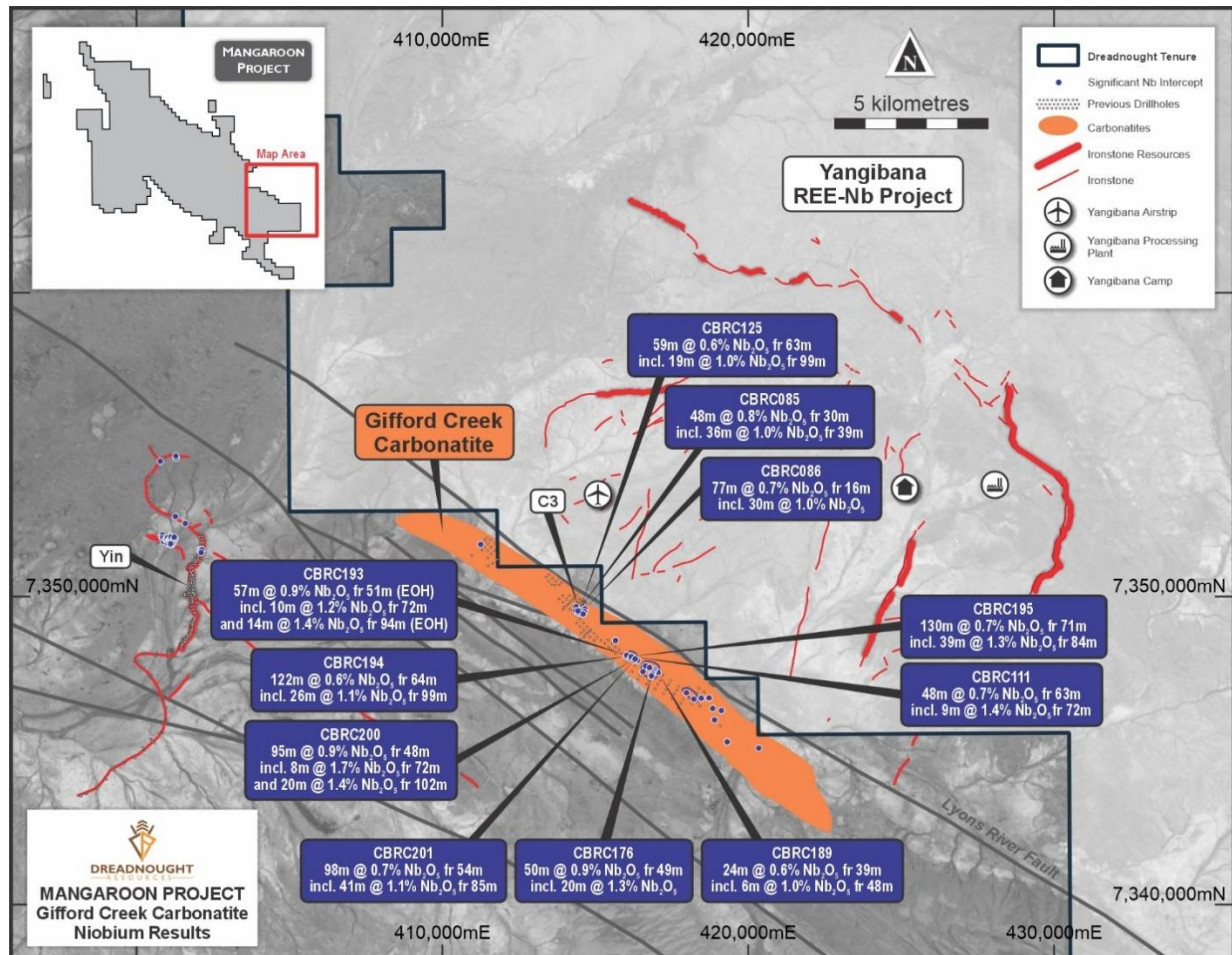 MANGAROON
PROJECT
Map Area
410,000mE
420,000mE
N
5 kilometres
Yangibana
REE-Nb Project
Dreadnought Tenure
Significant Nb Intercept
Previous Drillholes
Carbonatites
Ironstone Resources
Ironstone
Yangibana Airstrip
Yangibana Processing
Plant
Yangibana Camp
CBRC125
59m @ 0.6% Nb₂O₅ fr 63m
incl. 19m @ 1.0% Nb₂O₅ fr 99m
CBRC085
48m @ 0.8% Nb₂O₅ fr 30m
incl. 36m @ 1.0% Nb₂O₅ fr 39m
CBRC086
77m @ 0.7% Nb₂O₅ fr 16m
incl. 30m @ 1.0% Nb₂O₅
Gifford Creek
Carbonatite
C3
Yin
7,350,000mN
7,350,000mN
CBRC193
57m @ 0.9% Nb₂O₅ fr 51m (EOH)
incl. 10m @ 1.2% Nb₂O₅ fr 72m
and 14m @ 1.4% Nb₂O₅ fr 94m (EOH)
CBRC195
130m @ 0.7% Nb₂O₅ fr 71m
incl. 39m @ 1.3% Nb₂O₅ fr 84m
CBRC194
122m @ 0.6% Nb₂O₅ fr 64m
incl. 26m @ 1.1% Nb₂O₅ fr 99m
CBRC111
48m @ 0.7% Nb₂O₅ fr 63m
incl. 9m @ 1.4% Nb₂O₅ fr 72m
CBRC200
95m @ 0.9% Nb₂O₅ fr 48m
incl. 8m @ 1.7% Nb₂O₅ fr 72m
and 20m @ 1.4% Nb₂O₅ fr 102m
Lyons River Fault
CBRC201
98m @ 0.7% Nb₂O₅ fr 54m
incl. 41m @ 1.1% Nb₂O₅ fr 85m
CBRC176
50m @ 0.9% Nb₂O₅ fr 49m
incl. 20m @ 1.3% Nb₂O₅
CBRC189
24m @ 0.6% Nb₂O₅ fr 39m
incl. 6m @ 1.0% Nb₂O₅ fr 48m
7,340,000mN
DREADNOUGHT
RESOURCES
MANGAROON PROJECT
Gifford Creek Carbonatite
Niobium Results
410,000mE
420,000mE
430,000mE